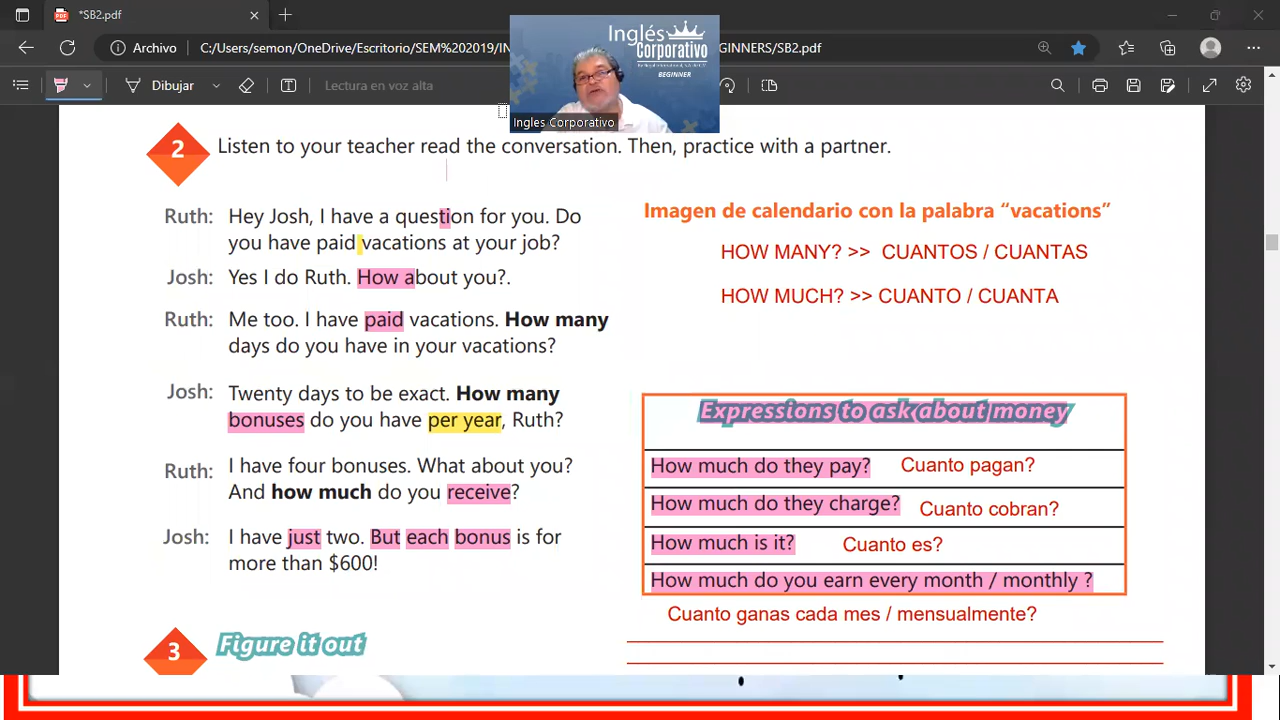 *SB2.pdf
Archivo
C:/Users/semon/OneDrive/Escritorio/SEM%202019/IN
GINNERS/SB2.pdf
Dibujar
Lectura en voz alta
Inglés
Corporativo
BEGINNER
Ingles Corporativo
2 Listen to your teacher read the conversation. Then, practice with a partner.
Ruth: Hey Josh, I have a question for you. Do
you have paid vacations at your job?
Josh: Yes I do Ruth. How about you?.
Ruth: Me too. I have paid vacations. How many
days do you have in your vacations?
Josh: Twenty days to be exact. How many
bonuses do you have per year, Ruth?
Ruth: I have four bonuses. What about you?
And how much do you receive?
Josh: I have just two. But each bonus is for
more than $600!
3 Figure it out
Imagen de calendario con la palabra “vacations”
HOW MANY? >> CUANTOS / CUANTAS
HOW MUCH? >> CUANTO / CUANTA
Expressions to ask about money
How much do they pay? Cuanto pagan?
How much do they charge? Cuanto cobran?
How much is it? Cuanto es?
How much do you earn every month / monthly ?
Cuanto ganas cada mes / mensualmente?